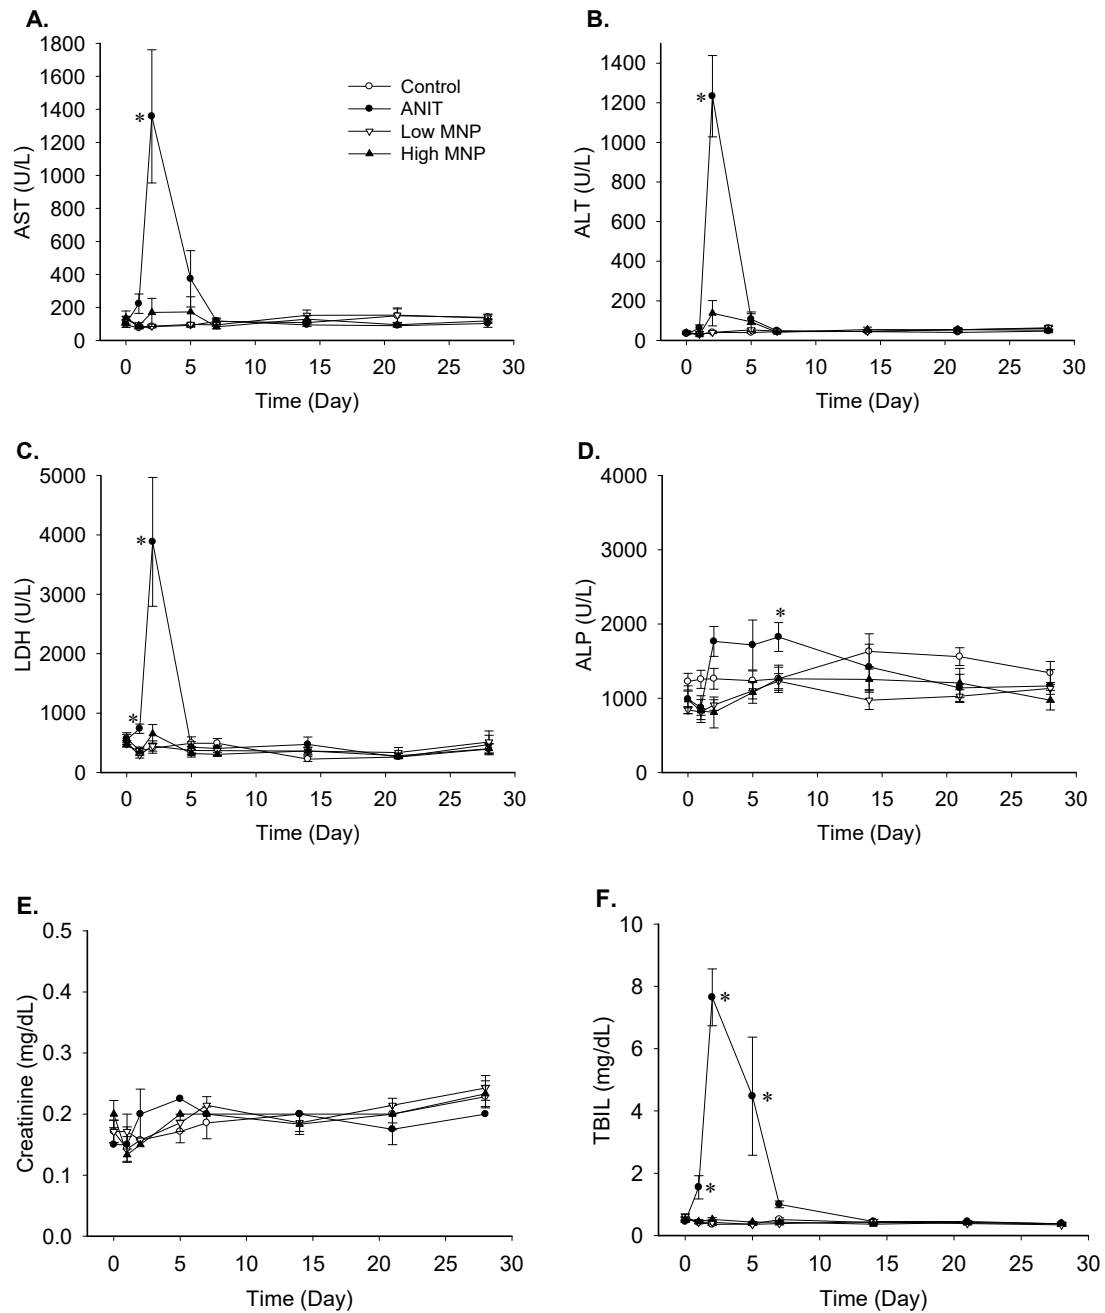 A.
1800
1600
1400
1200
1000
800
600
400
200
0
AST (U/L)
*
Control
ANIT
Low MNP
High MNP
0 5 10 15 20 25 30
Time (Day)
B.
1400
1200
1000
800
600
400
200
0
ALT (U/L)
*
0 5 10 15 20 25 30
Time (Day)
C.
5000
4000
3000
2000
1000
0
LDH (U/L)
*
*
0 5 10 15 20 25 30
Time (Day)
D.
4000
3000
2000
1000
0
ALP (U/L)
*
0 5 10 15 20 25 30
Time (Day)
E.
0.5
0.4
0.3
0.2
0.1
0.0
Creatinine (mg/dL)
0 5 10 15 20 25 30
Time (Day)
F.
10
8
6
4
2
0
TBIL (mg/dL)
*
*
*
0 5 10 15 20 25 30
Time (Day)